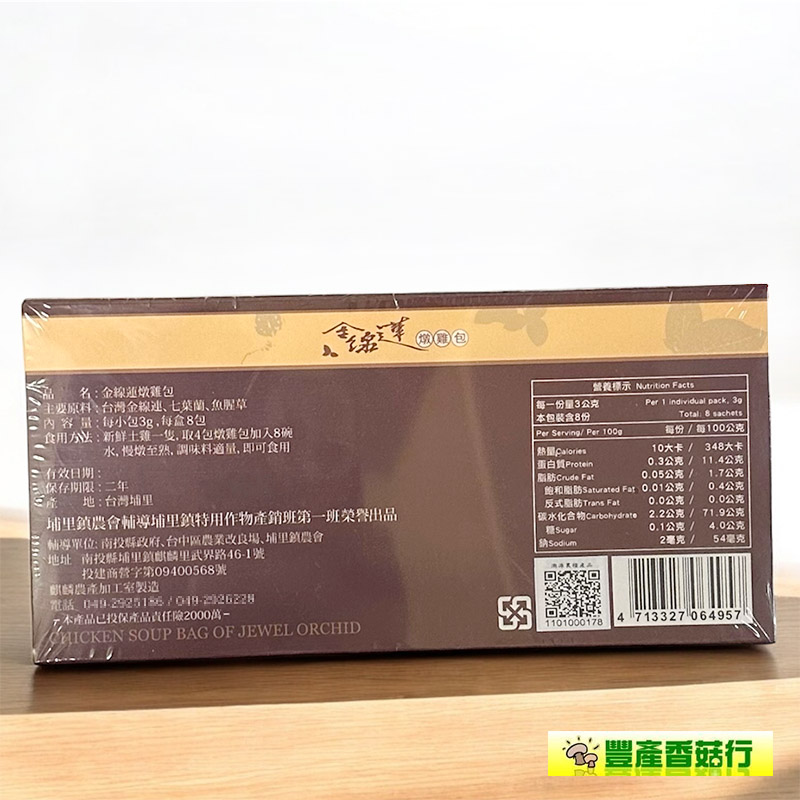 金線蓮 燉雞包
品　　名：金線蓮燉雞包
主要原料：台灣金線連、七葉蘭、魚腥草
內 容 量：每小包3g，每盒8包
食用方法：新鮮土雞一隻，取4包燉雞包加入8碗
水，慢燉至熟，調味料適量，即可食用
有效日期：
保存期限：二年
產　　地：台灣埔里
埔里鎮農會輔導埔里鎮特用作物產銷班第一班榮譽出品
輔導單位：南投縣政府、台中區農業改良場、埔里鎮農會
地址　南投縣埔里鎮麒麟里武界路46-1號
投建商營字第09400568號
麒麟農產加工室製造
電話　049-2925186 / 049-2926228
－本產品已投保產品責任險2000萬－
CHICKEN SOUP BAG OF JEWEL ORCHID
營養標示 Nutrition Facts
每一份量3公克　Per 1 individual pack, 3g
本包裝含8份　Total: 8 sachets
Per Serving/ Per 100g　每份 / 每100公克
熱量Calories　10大卡 / 348大卡
蛋白質Protein　0.3公克 / 11.4公克
脂肪Crude Fat　0.05公克 / 1.7公克
飽和脂肪Saturated Fat　0.01公克 / 0.4公克
反式脂肪Trans Fat　0公克 / 0公克
碳水化合物Carbohydrate　2.2公克 / 71.9公克
糖Sugar　0.1公克 / 4.0公克
鈉Sodium　2毫克 / 54毫克
溯源農糧產品
1101000178
4 713327 064957
豐產香菇行